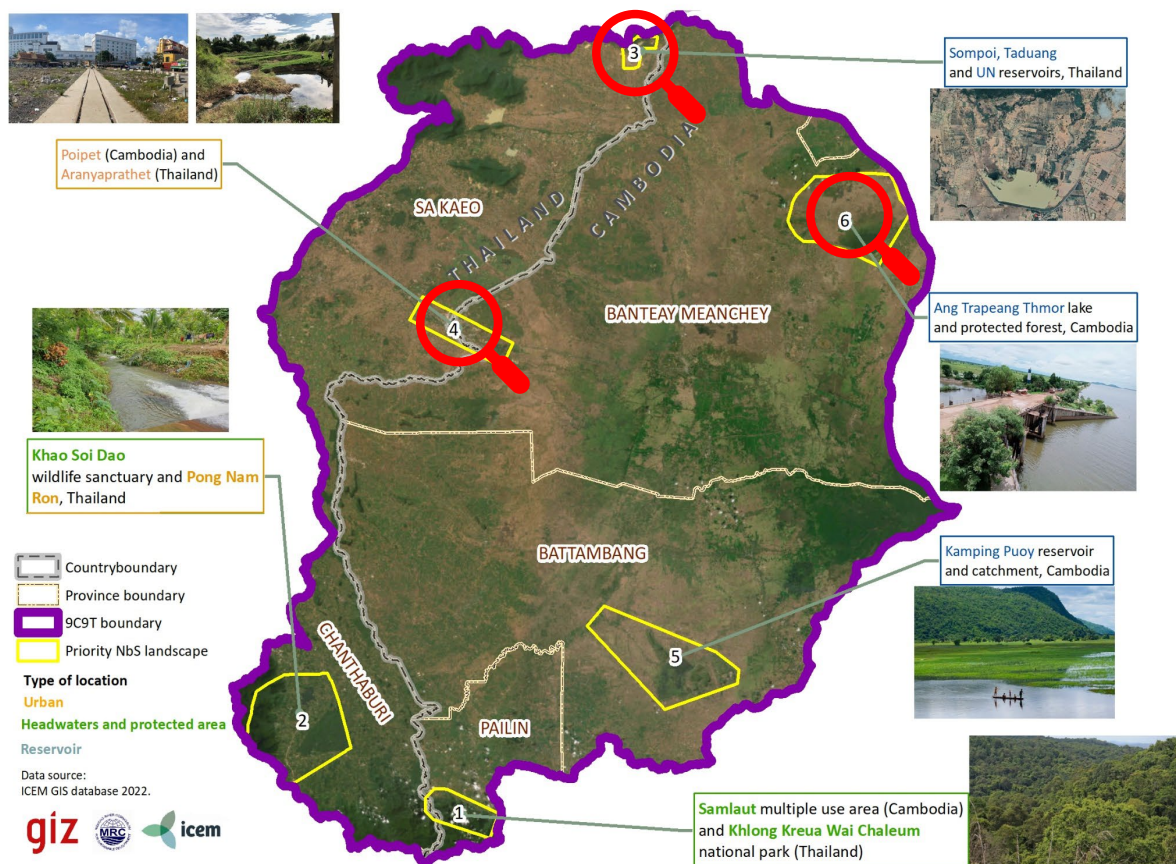 3
Sompoi, Taduang
and UN reservoirs, Thailand
Poipet (Cambodia) and
Aranyaprathet (Thailand)
SA KAEO
THAILAND
CAMBODIA
6
4
BANTEAY MEANCHEY
Ang Trapeang Thmor lake
and protected forest, Cambodia
Khao Soi Dao
wildlife sanctuary and Pong Nam
Ron, Thailand
BATTAMBANG
Kamping Puoy reservoir
and catchment, Cambodia
Countryboundary
Province boundary
9C9T boundary
Priority NbS landscape
Type of location
Urban
Headwaters and protected area
Reservoir
Data source:
ICEM GIS database 2022.
giz
MRC
icem
CHANTHABURI
5
2
PAILIN
1
Samlaut multiple use area (Cambodia)
and Khlong Kreua Wai Chaleum
national park (Thailand)